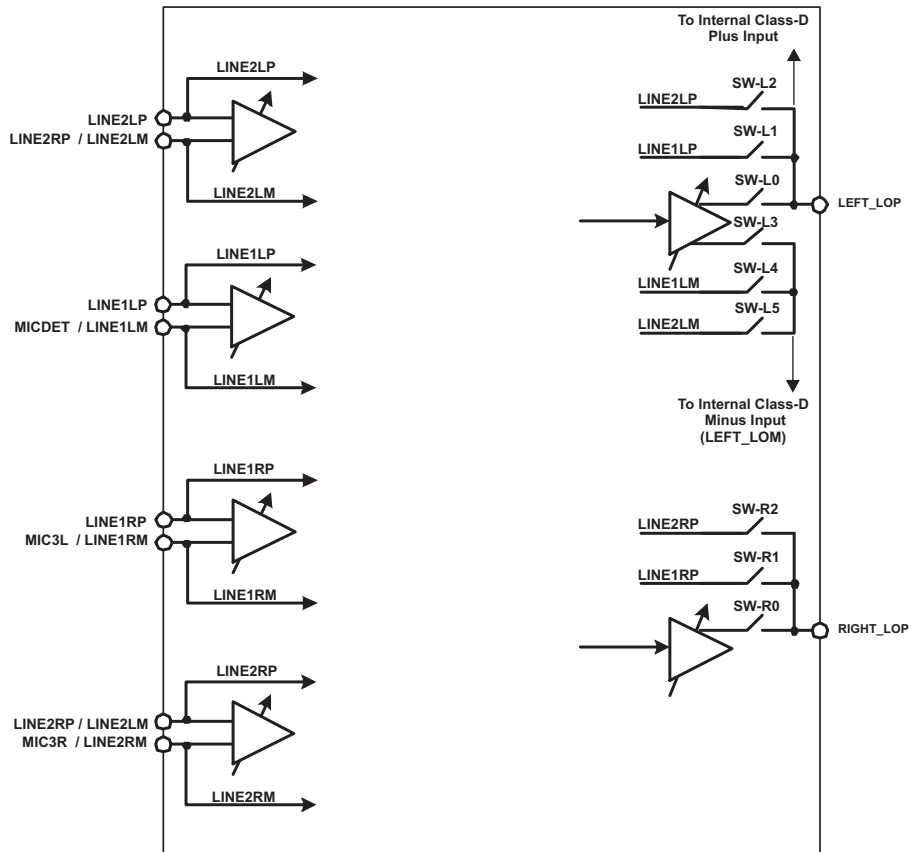 To Internal Class-D
Plus Input
LINE2LP
SW-L2
LINE2LP
LINE2LP
LINE2RP / LINE2LM
SW-L1
LINE1LP
LINE2LM
SW-L0
LEFT_LOP
SW-L3
LINE1LP
SW-L4
LINE1LM
LINE1LP
MICDET / LINE1LM
SW-L5
LINE2LM
LINE1LM
To Internal Class-D
Minus Input
(LEFT_LOM)
LINE1RP
SW-R2
LINE2RP
LINE1RP
MIC3L / LINE1RM
SW-R1
LINE1RP
LINE1RM
SW-R0
RIGHT_LOP
LINE2RP
LINE2RP / LINE2LM
MIC3R / LINE2RM
LINE2RM